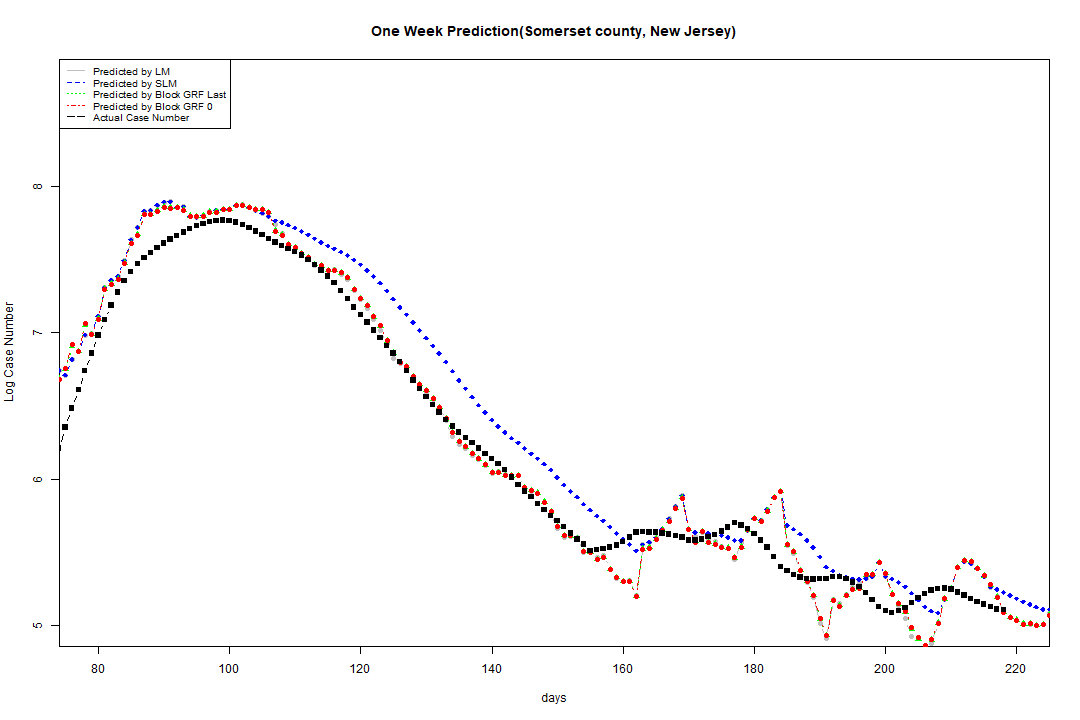 One Week Prediction(Somerset county, New Jersey)
Predicted by LM
Predicted by SLM
Predicted by Block GRF Last
Predicted by Block GRF 0
Actual Case Number
8
7
6
5
Log Case Number
80 100 120 140 160 180 200 220
days